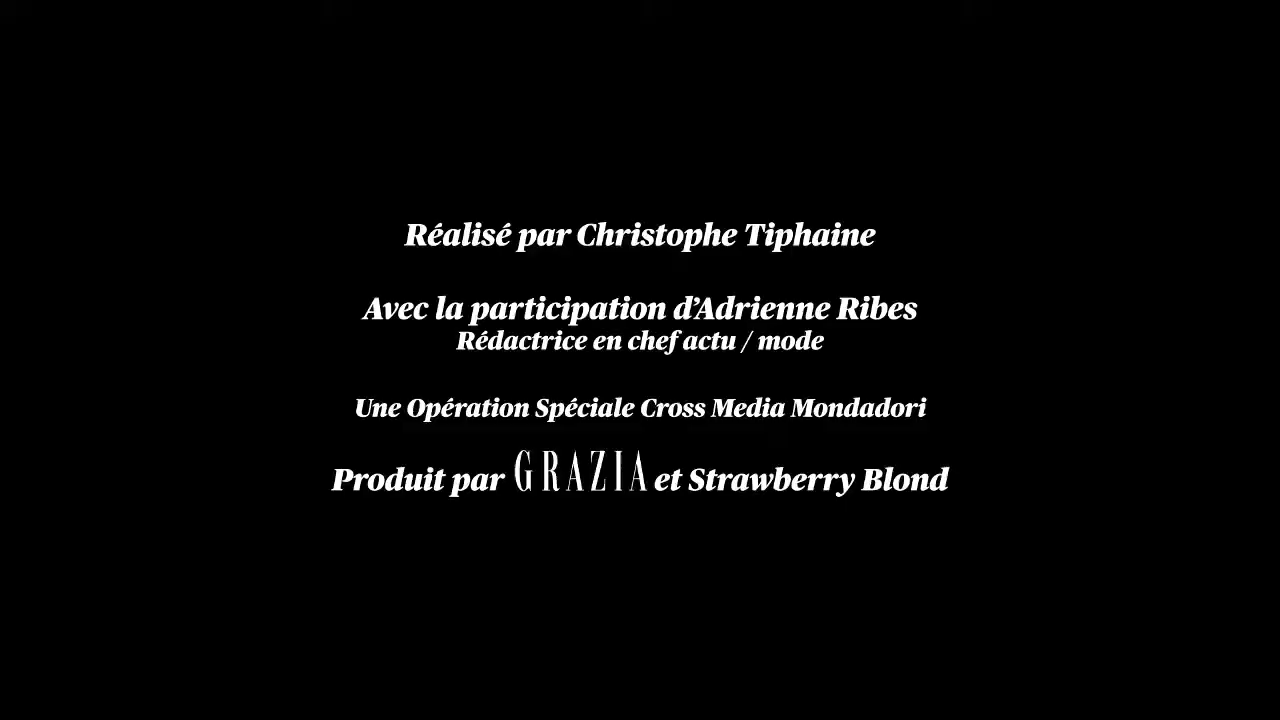 Réalisé par Christophe Tiphaine
Avec la participation d’Adrienne Ribes
Rédactrice en chef actu / mode
Une Opération Spéciale Cross Media Mondadori
Produit par GRAZIA et Strawberry Blond